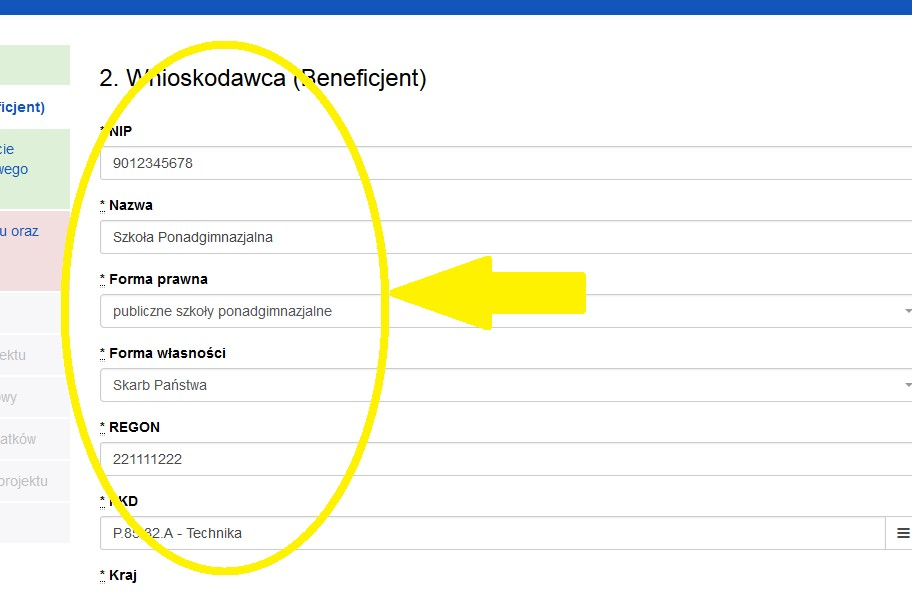 2. Wnioskodawca (Beneficjent)
ficjent)
* NIP
cie
9012345678
wego
* Nazwa
u oraz
Szkoła Ponadgimnazjalna
* Forma prawna
publiczne szkoły ponadgimnazjalne
* Forma własności
ektu
Skarb Państwa
wy
* REGON
atków
221111222
projektu
* PKD
P.85.32.A - Technika
* Kraj